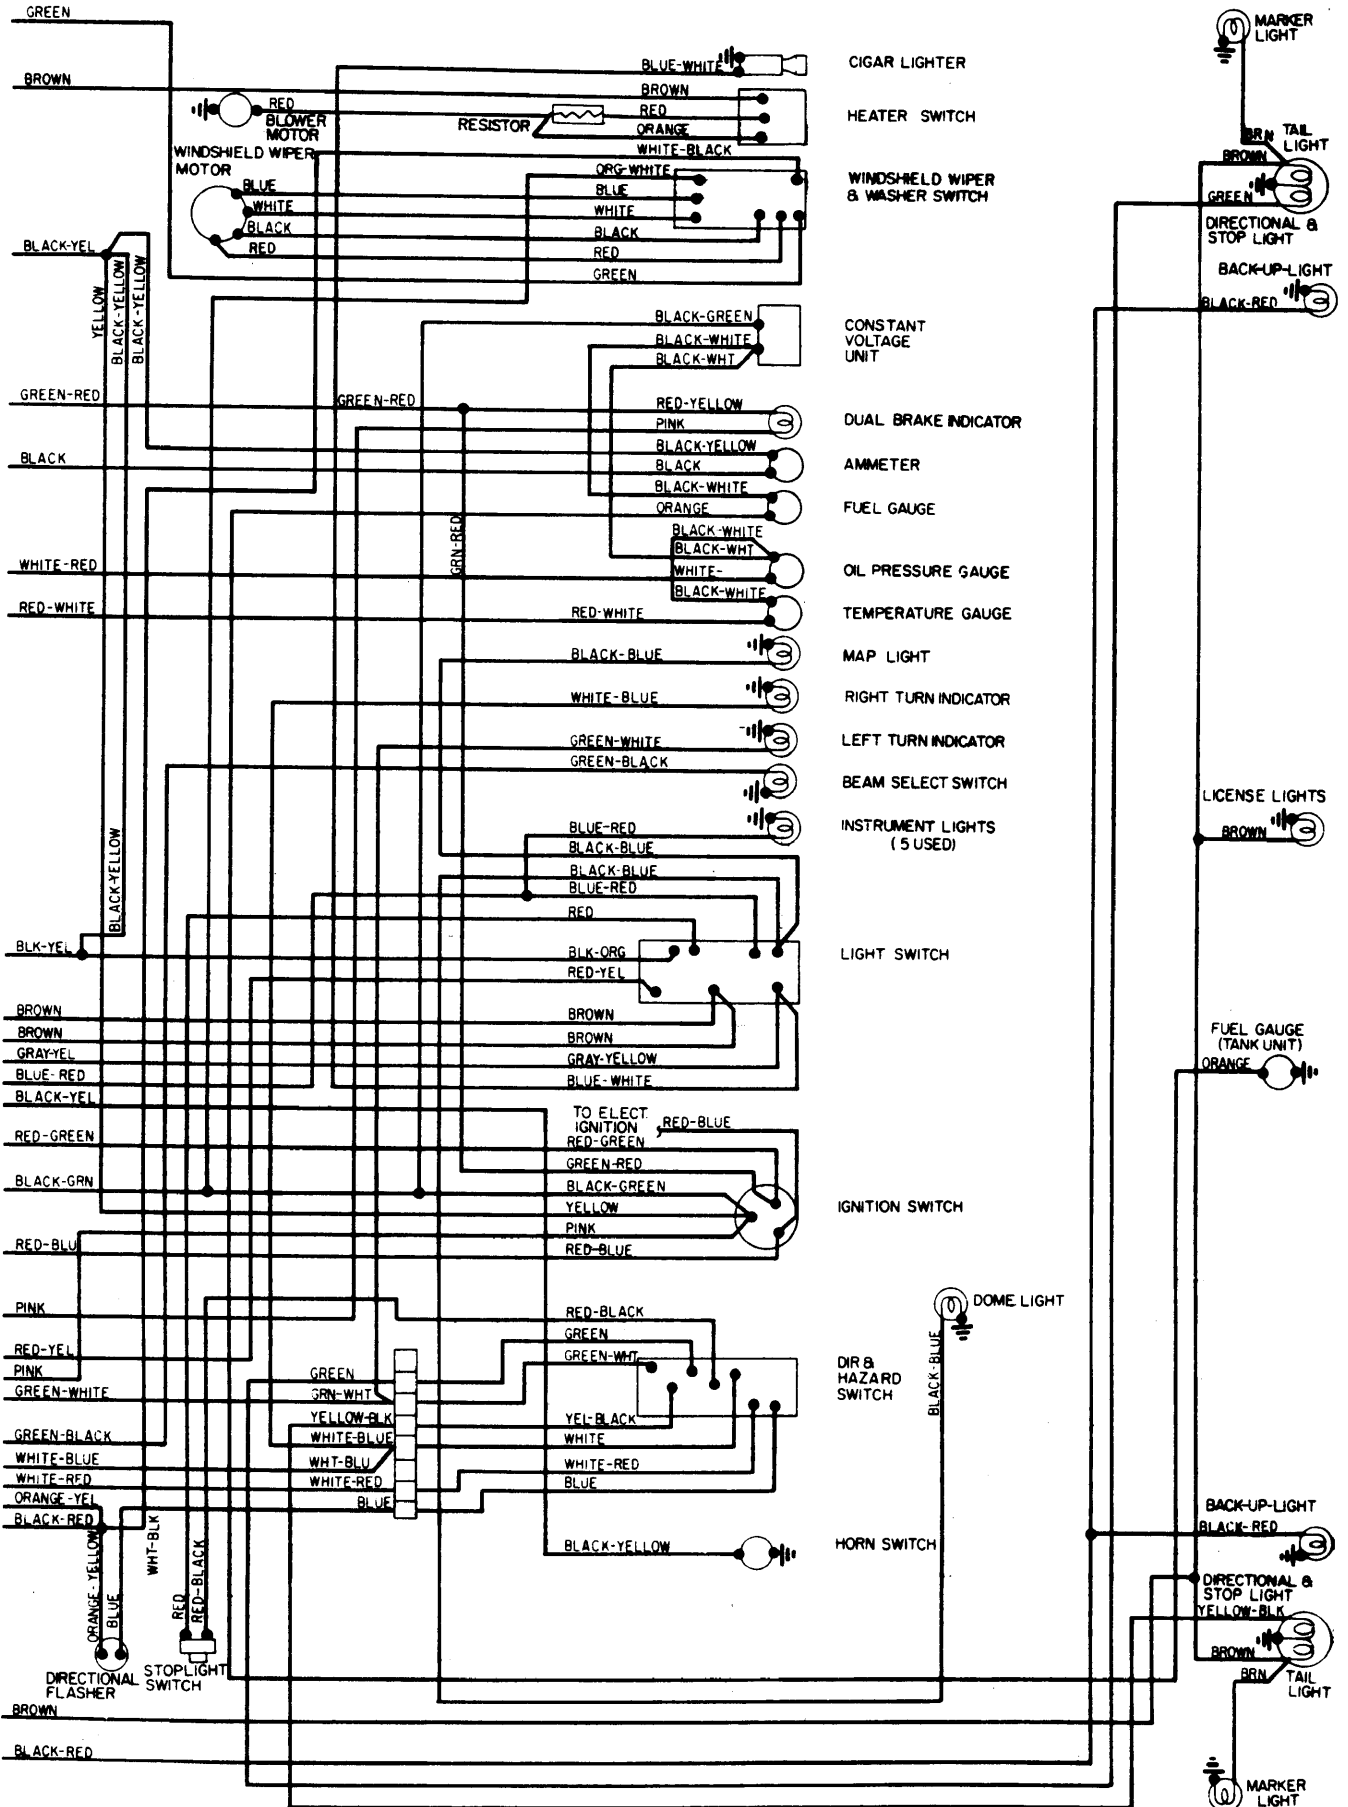 GREEN
MARKER
LIGHT
BLUE-WHITE
CIGAR LIGHTER
BROWN
BROWN
RED
BLOWER
MOTOR
RESISTOR
RED
ORANGE
HEATER SWITCH
BRN
TAIL
LIGHT
WINDSHIELD WIPER
MOTOR
WHITE-BLACK
BROWN
ORG-WHITE
BLUE
BLUE
WHITE
WHITE
WINDSHIELD WIPER
& WASHER SWITCH
GREEN
BLACK
BLACK
RED
RED
DIRECTIONAL &
STOP LIGHT
BLACK-YEL
GREEN
YELLOW
BLACK-YELLOW
BLACK-YELLOW
BACK-UP-LIGHT
BLACK-RED
BLACK-GREEN
BLACK-WHITE
BLACK-WHT
CONSTANT
VOLTAGE
UNIT
GREEN-RED
GREEN-RED
RED-YELLOW
PINK
DUAL BRAKE INDICATOR
BLACK-YELLOW
BLACK
BLACK
AMMETER
BLACK-WHITE
ORANGE
FUEL GAUGE
GRN-RED
BLACK-WHITE
BLACK-WHT
WHITE-RED
WHITE-
OIL PRESSURE GAUGE
BLACK-WHITE
RED-WHITE
RED-WHITE
TEMPERATURE GAUGE
BLACK-BLUE
MAP LIGHT
WHITE-BLUE
RIGHT TURN INDICATOR
GREEN-WHITE
LEFT TURN INDICATOR
GREEN-BLACK
BEAM SELECT SWITCH
LICENSE LIGHTS
BROWN
BLUE-RED
INSTRUMENT LIGHTS
(5 USED)
BLACK-BLUE
BLACK-BLUE
BLUE-RED
BLACK-YELLOW
RED
BLK-YEL
BLK-ORG
RED-YEL
LIGHT SWITCH
BROWN
BROWN
BROWN
BROWN
GRAY-YEL
GRAY-YELLOW
BLUE-RED
BLUE-WHITE
FUEL GAUGE
(TANK UNIT)
ORANGE
BLACK-YEL
TO ELECT
IGNITION
RED-BLUE
RED-GREEN
RED-GREEN
GREEN-RED
BLACK-GRN
BLACK-GREEN
YELLOW
IGNITION SWITCH
PINK
RED-BLU
RED-BLUE
DOME LIGHT
PINK
RED-BLACK
GREEN
RED-YEL
GREEN-WHT
DIR &
HAZARD
SWITCH
PINK
GREEN
GREEN-WHITE
GRN-WHT
BLACK-BLUE
YELLOW-BLK
YEL-BLACK
GREEN-BLACK
WHITE-BLUE
WHITE
WHITE-BLUE
WHT-BLU
WHITE-RED
WHITE-RED
WHITE-RED
BLUE
ORANGE-YEL
BLUE
BLACK-RED
BACK-UP-LIGHT
BLACK-RED
BLACK-YELLOW
HORN SWITCH
ORANGE-YELLOW
BLUE
WHT-BLK
RED
RED-BLACK
DIRECTIONAL &
STOP LIGHT
YELLOW-BLK
BROWN
BRN
TAIL
LIGHT
DIRECTIONAL
FLASHER
STOPLIGHT
SWITCH
BROWN
BLACK-RED
MARKER
LIGHT